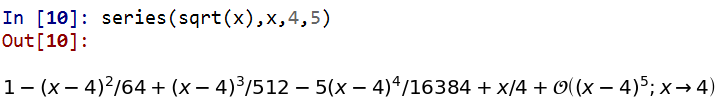 In [10]: series(sqrt(x),x,4,5)
Out[10]:
1 − (x − 4)²/64 + (x − 4)³/512 − 5(x − 4)⁴/16384 + x/4 + 𝒪((x − 4)⁵; x → 4)